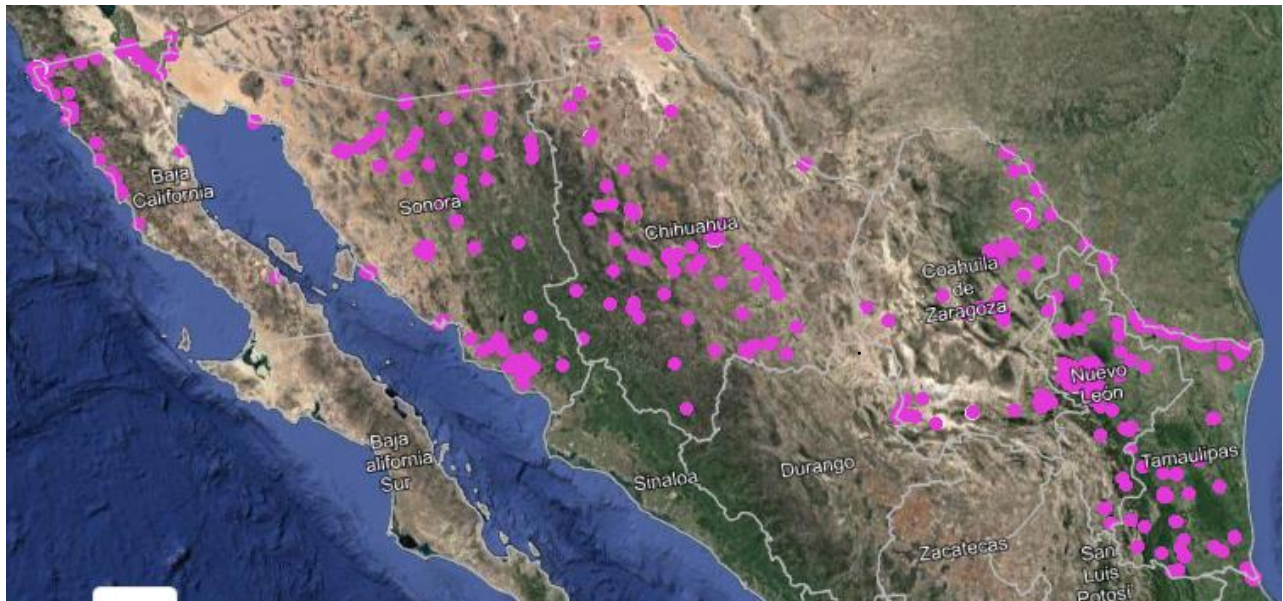 Baja
California
Sonora
Chihuahua
Coahuila
de
Zaragoza
Nuevo
León
Tamaulipas
Baja
alifornia
Sur
Sinaloa
Durango
Zacatecas
San
Luis
Potosí